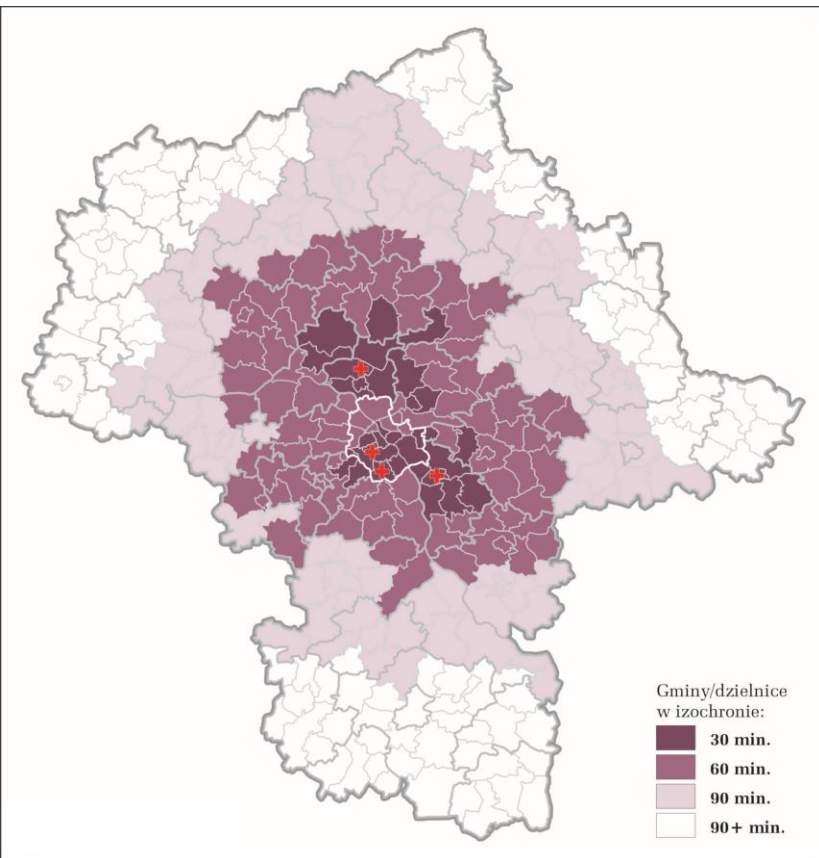 Gminy/dzielnice
w izochronie:
30 min.
60 min.
90 min.
90+ min.